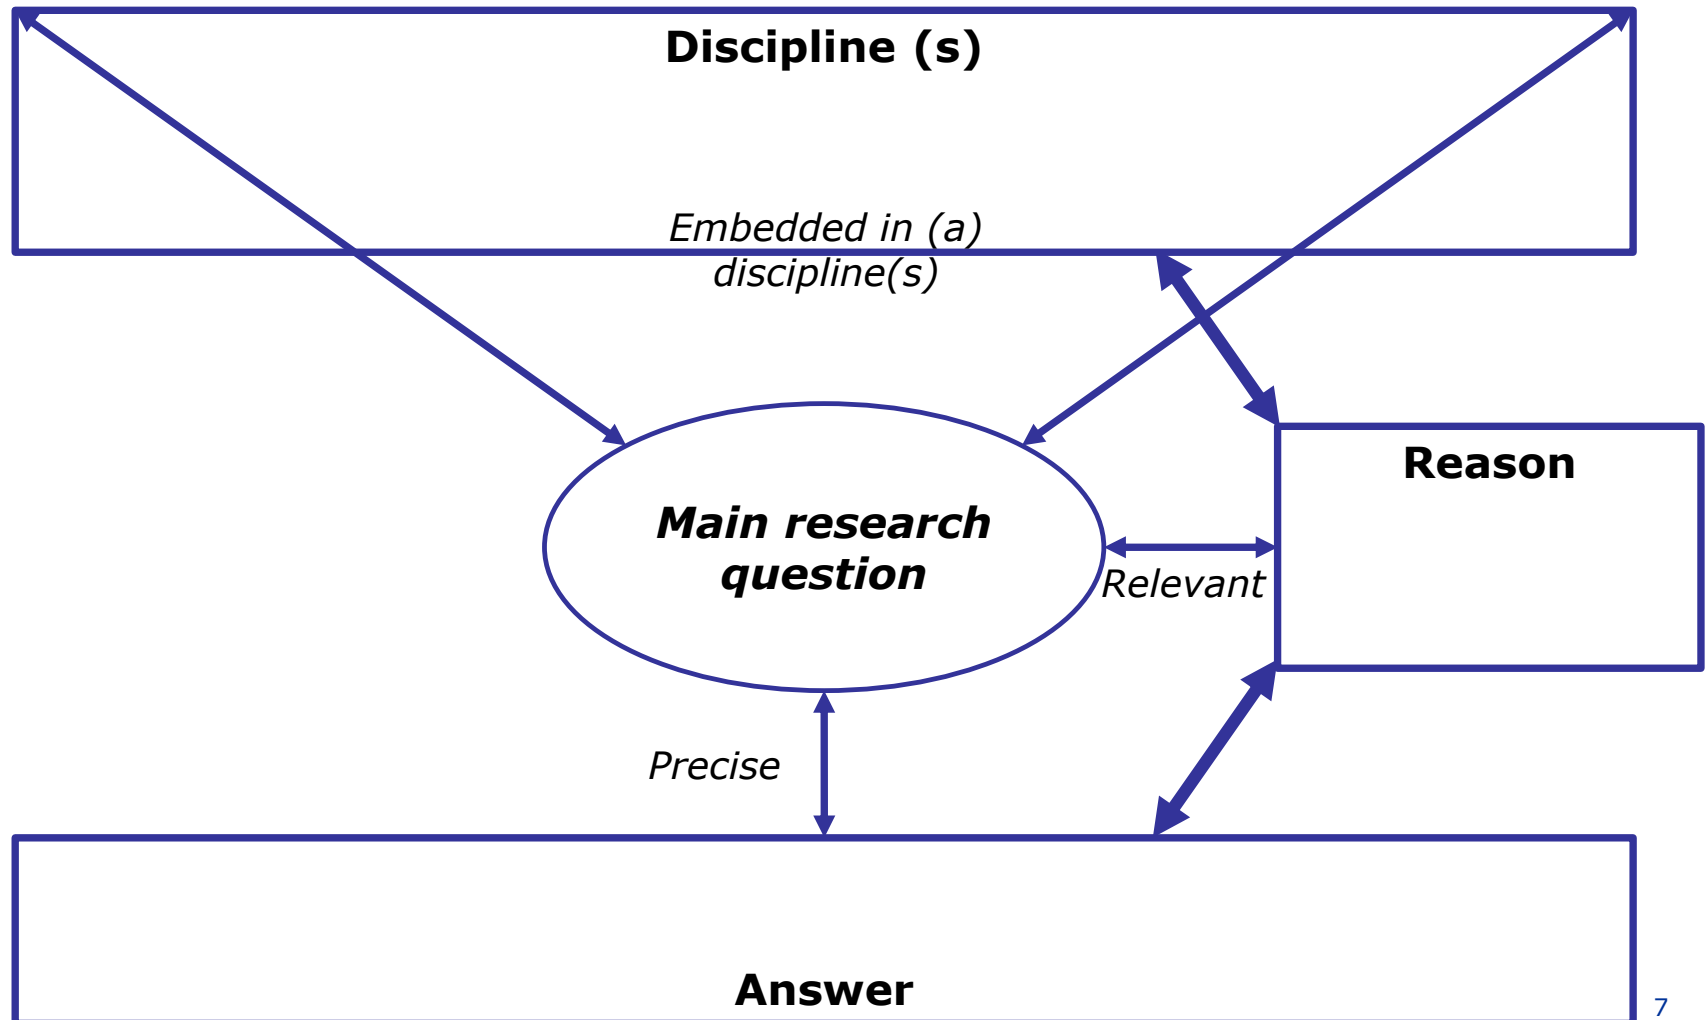 Discipline (s)
Embedded in (a)
discipline(s)
Reason
Main research
question
Relevant
Precise
Answer
7